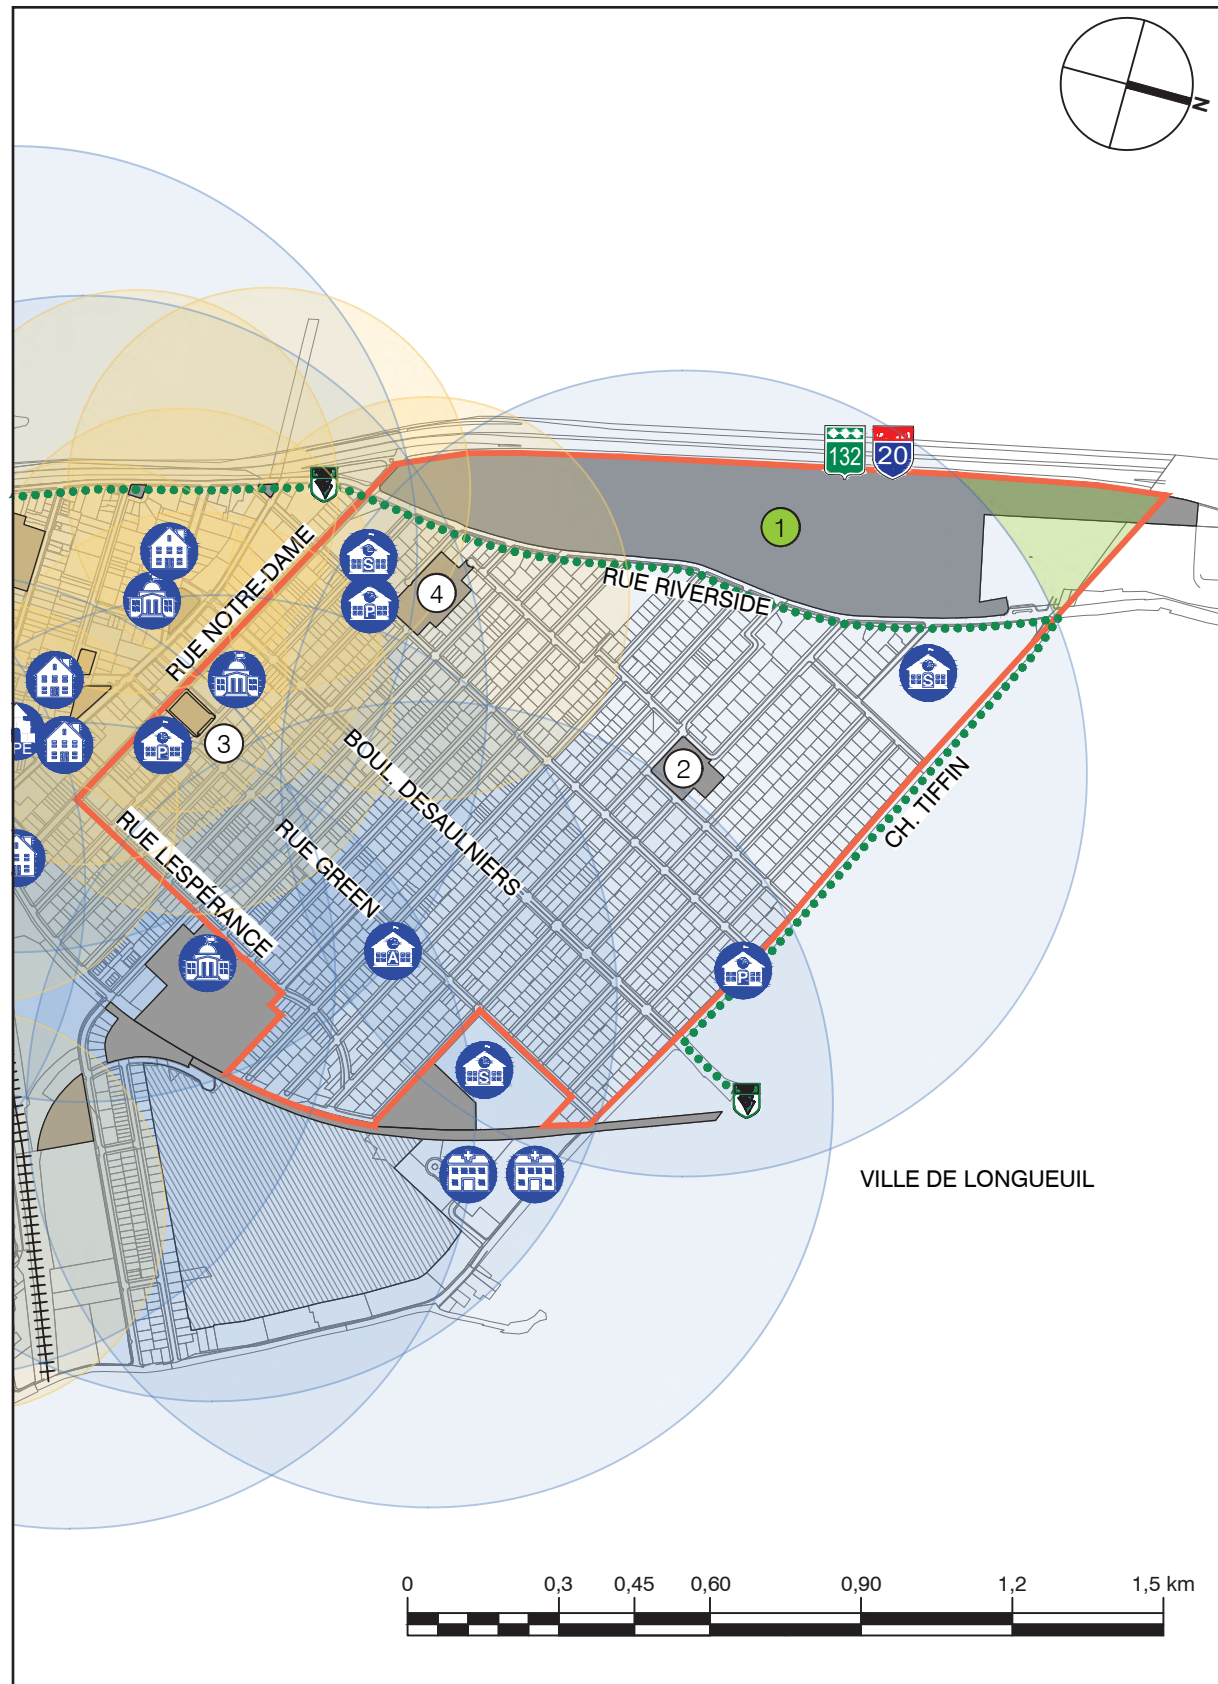 N
132
20
1
S
P
4
RUE NOTRE-DAME
RUE RIVERSIDE
S
3
P
PE
2
BOUL. DESAULNIERS
CH. TIFFIN
RUE LESPÉRANCE
RUE GREEN
A
P
S
VILLE DE LONGUEUIL
0 0,3 0,45 0,60 0,90 1,2 1,5 km